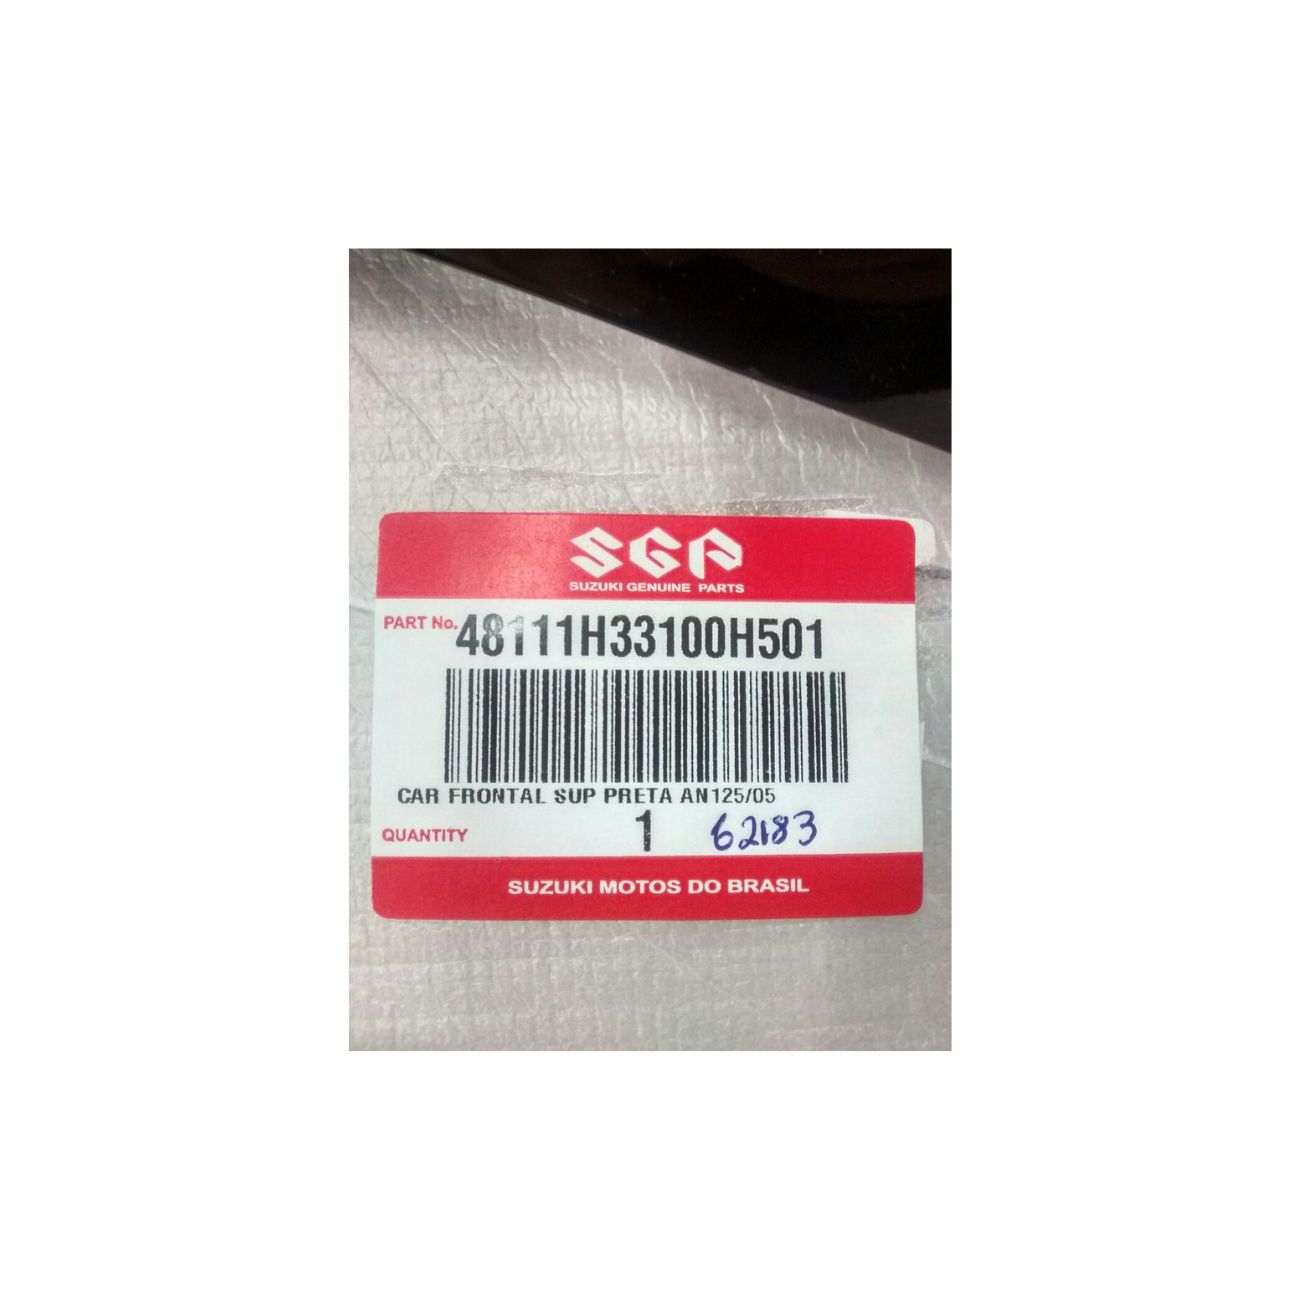 SGP
SUZUKI GENUINE PARTS
PART No. 48111H33100H501
CAR FRONTAL SUP PRETA AN125/05
QUANTITY 1 62183
SUZUKI MOTOS DO BRASIL